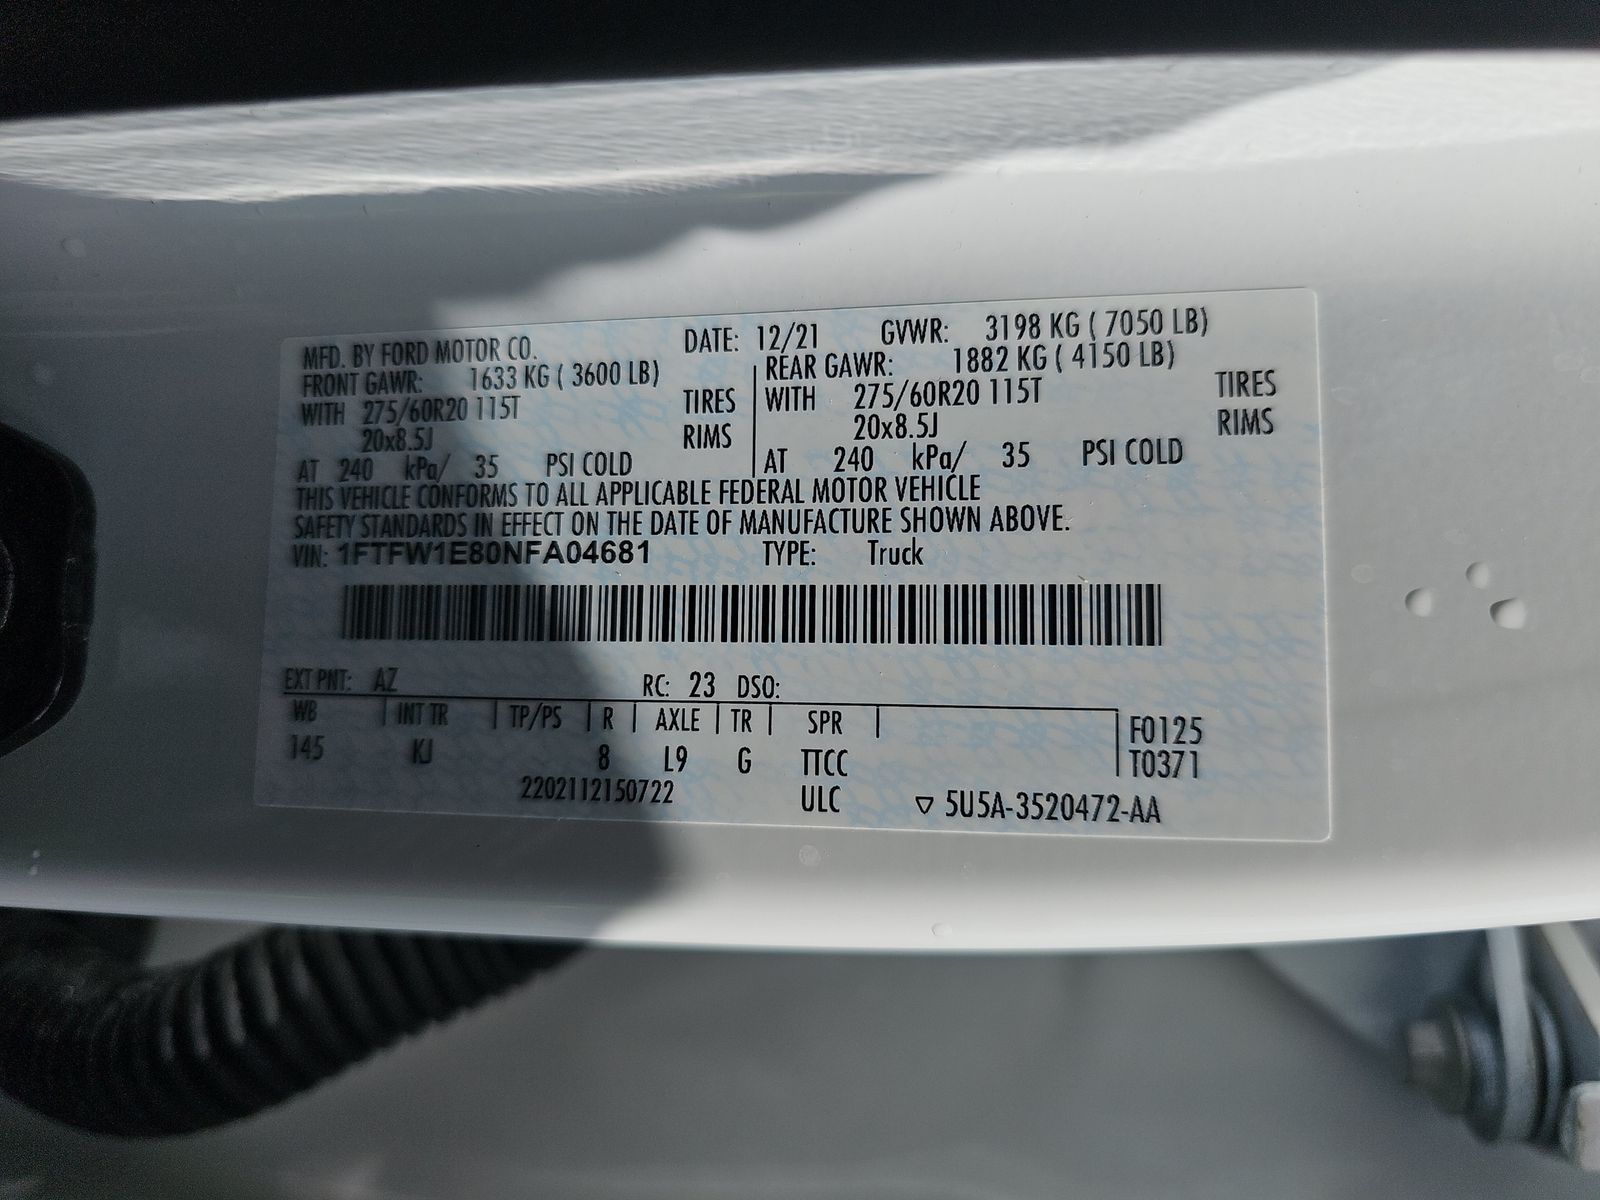 MFD. BY FORD MOTOR CO. DATE: 12/21 GVWR: 3198 KG ( 7050 LB)
FRONT GAWR: 1633 KG ( 3600 LB) REAR GAWR: 1882 KG ( 4150 LB)
WITH 275/60R20 115T TIRES WITH 275/60R20 115T TIRES
20x8.5J RIMS 20x8.5J RIMS
AT 240 kPa/ 35 PSI COLD AT 240 kPa/ 35 PSI COLD
THIS VEHICLE CONFORMS TO ALL APPLICABLE FEDERAL MOTOR VEHICLE
SAFETY STANDARDS IN EFFECT ON THE DATE OF MANUFACTURE SHOWN ABOVE.
VIN: 1FTFW1E80NFA04681 TYPE: Truck
EXT PNT: AZ RC: 23 DSO:
WB INT TR TP/PS R AXLE TR SPR F0125
145 KJ 8 L9 G TTCC T0371
2202112150722 ULC ▽ 5U5A-3520472-AA